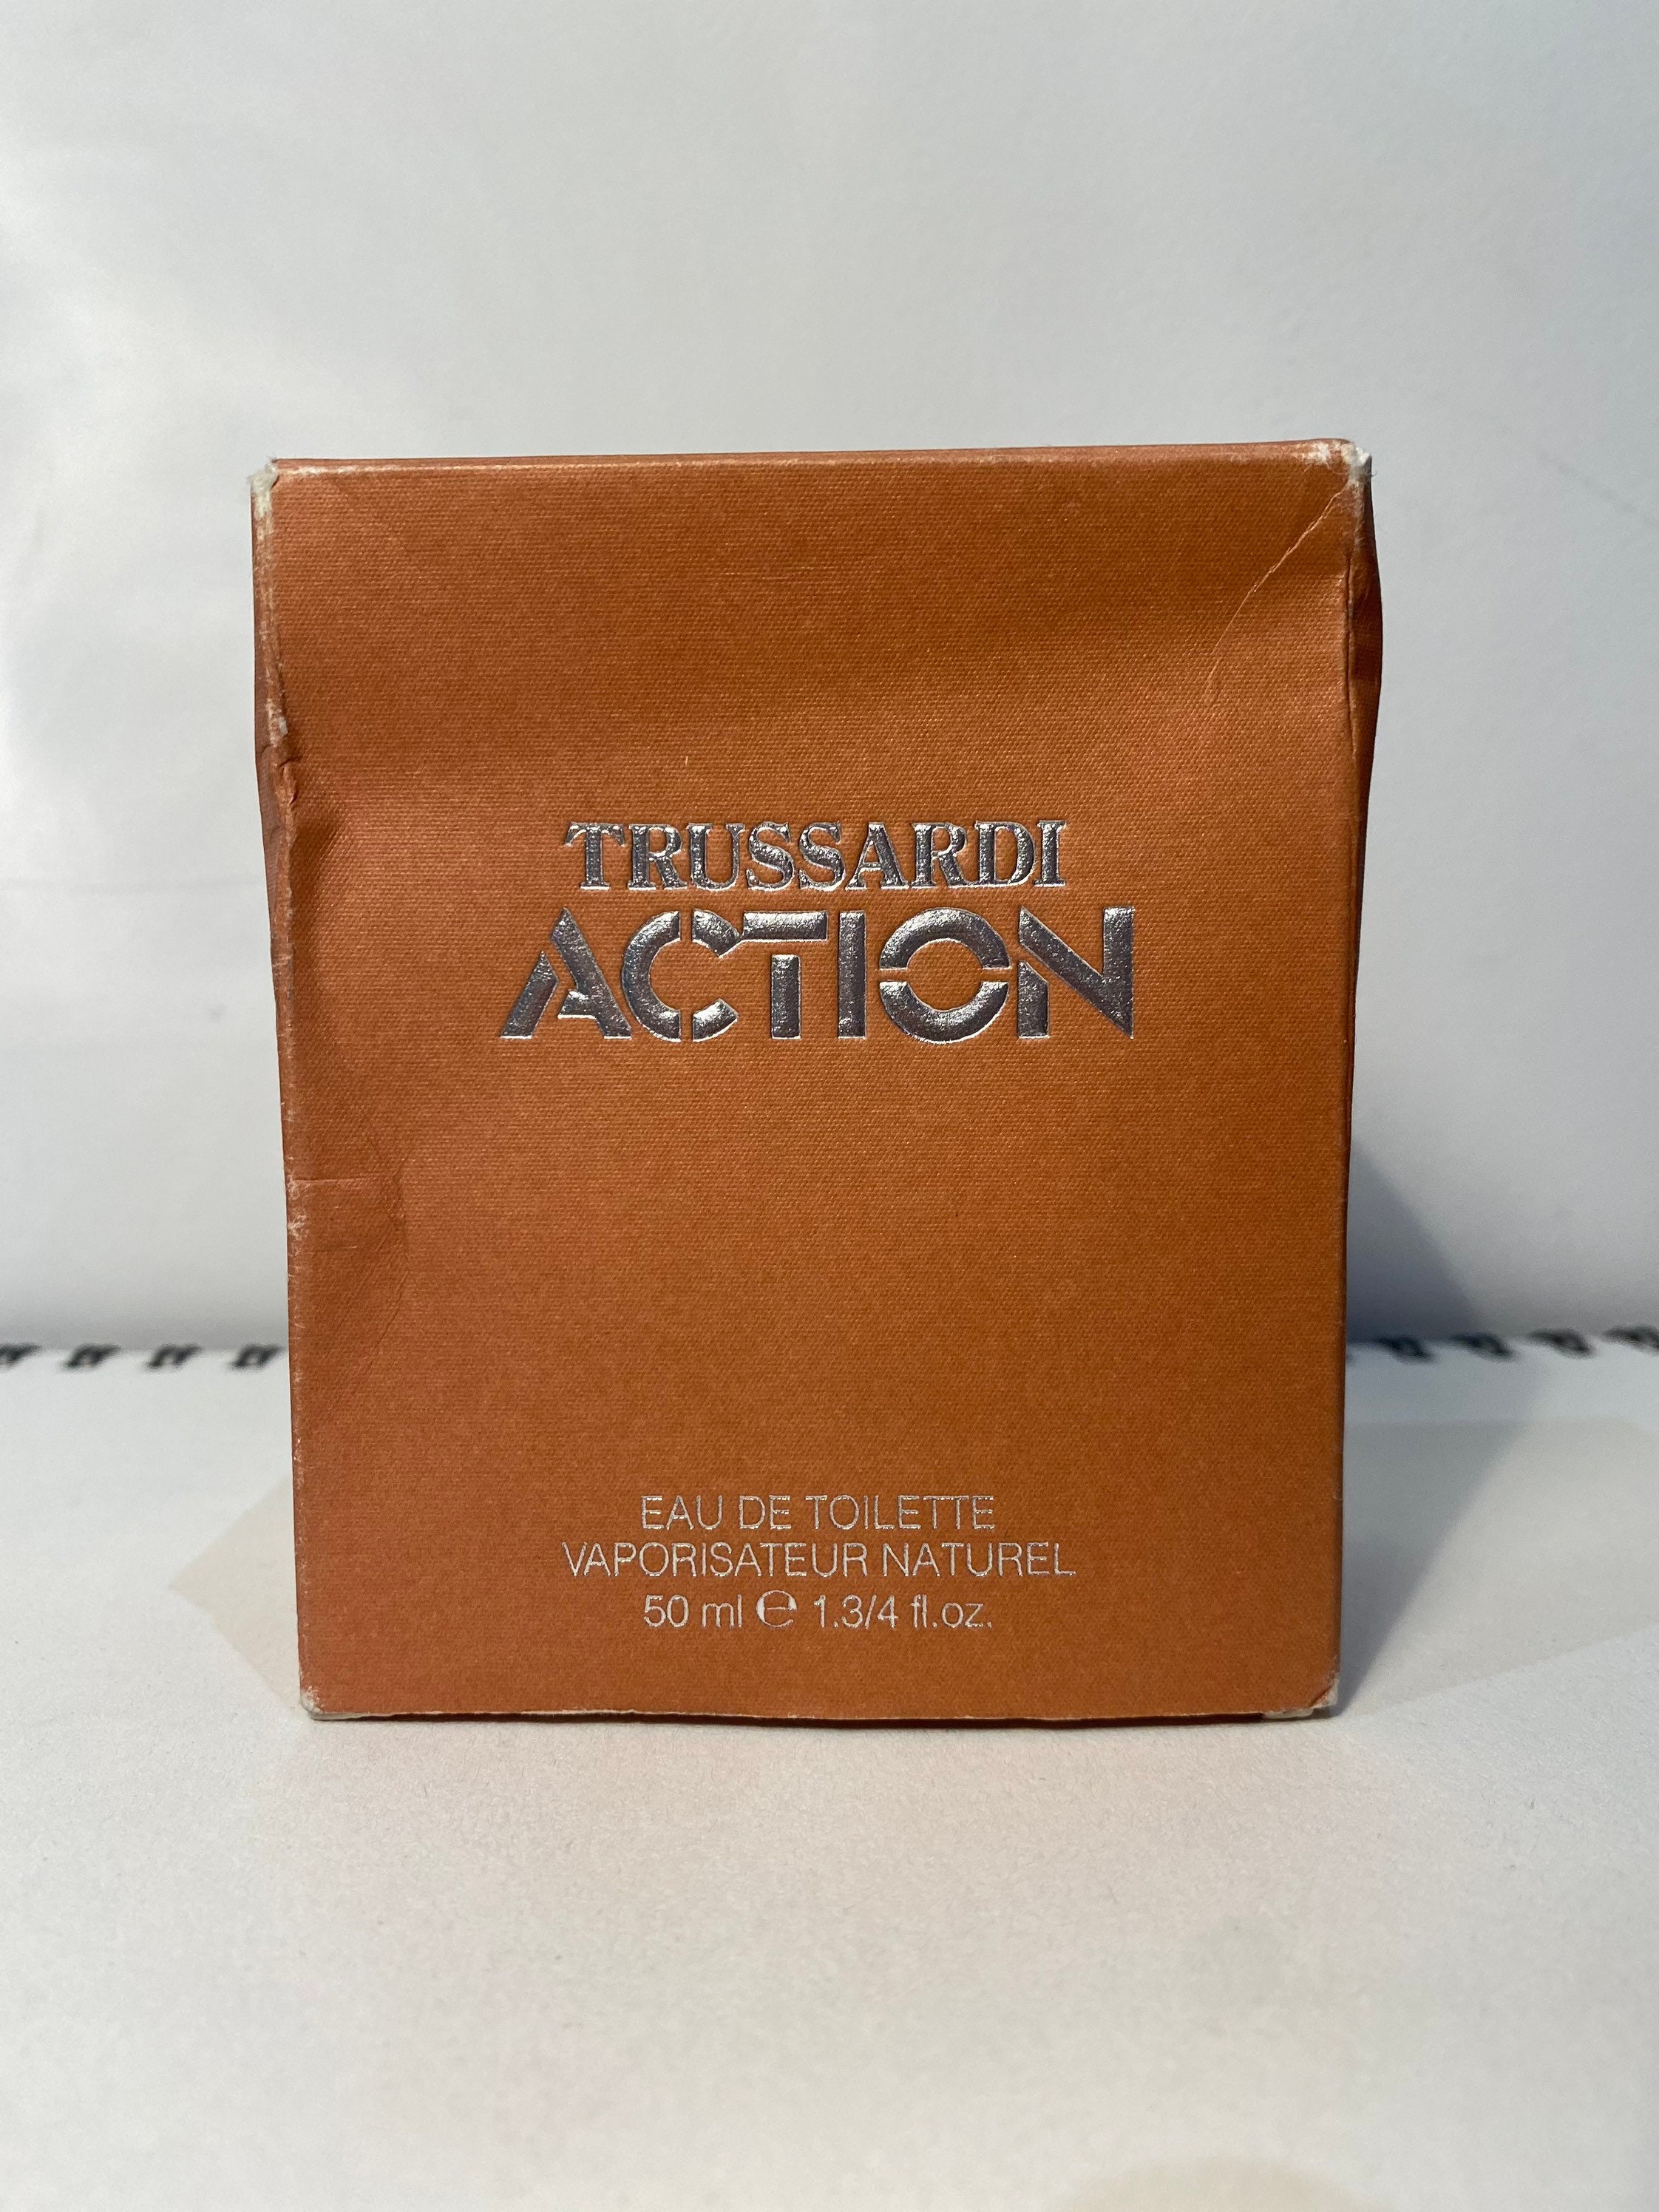 TRUSSARDI
ACTION
EAU DE TOILETTE
VAPORISATEUR NATUREL
50 ml ℮ 1.3/4 fl.oz.